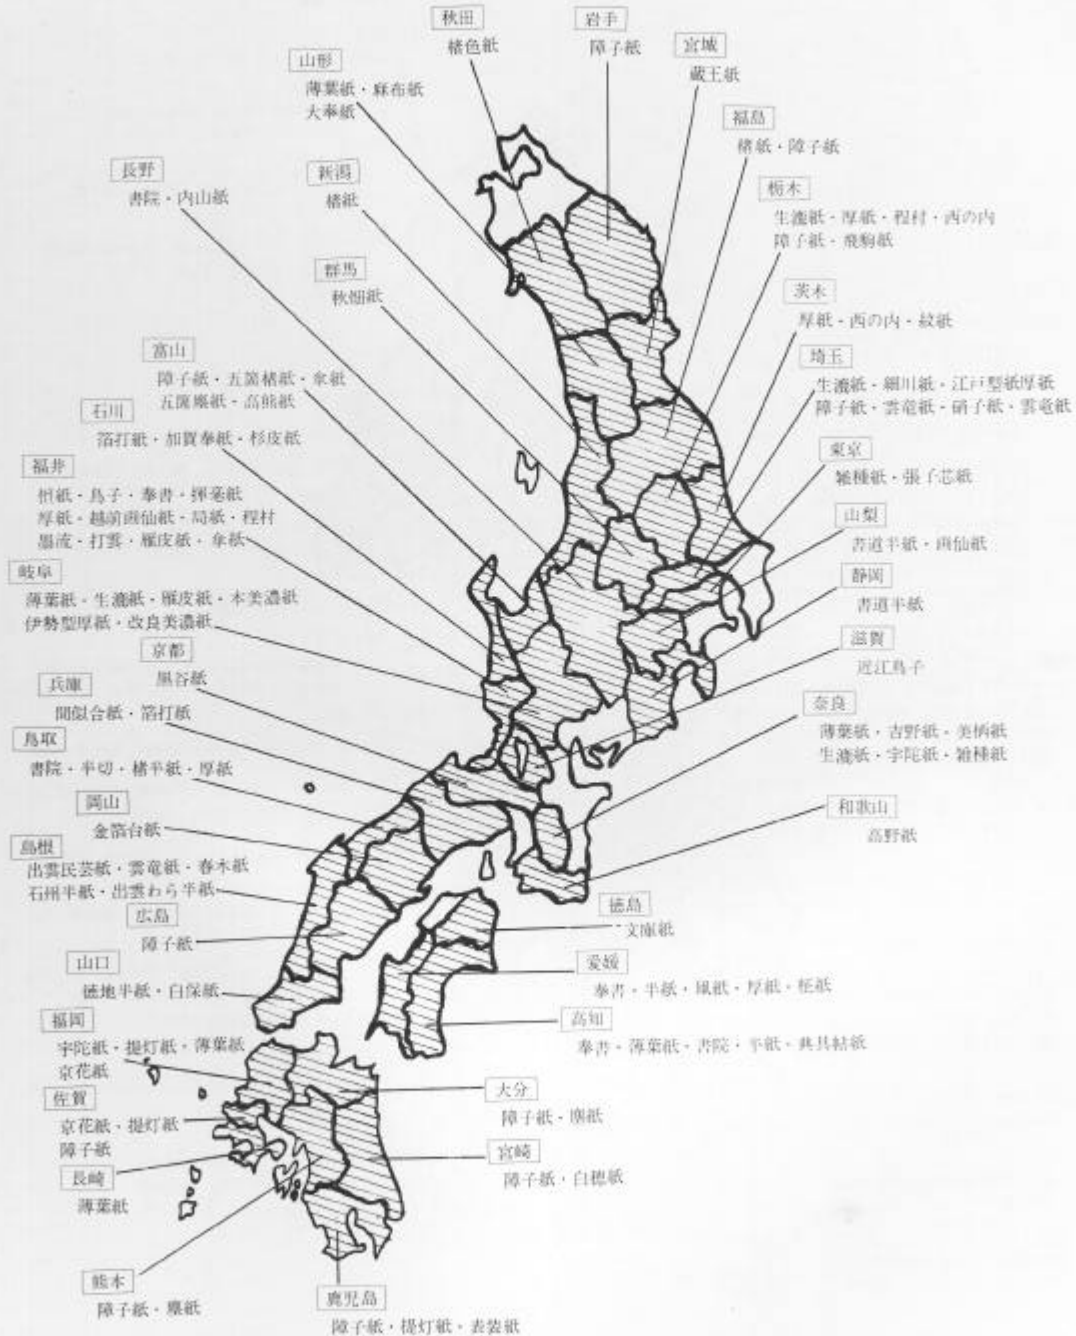 秋田
楮色紙
岩手
障子紙
宮城
蔵王紙
山形
薄葉紙・麻布紙
大奉紙
福島
楮紙・障子紙
長野
書院・内山紙
新潟
楮紙
栃木
生漉紙・厚紙・程村・西の内
障子紙・飛駒紙
群馬
秋畑紙
茨木
厚紙・西の内・紋紙
富山
障子紙・五箇楮紙・傘紙
五箇塵紙・高熊紙
埼玉
生漉紙・細川紙・江戸型紙厚紙
障子紙・雲竜紙・硝子紙・雲竜紙
石川
箔打紙・加賀奉紙・杉皮紙
東京
雑種紙・張子芯紙
福井
紙・鳥子・奉書・揮毫紙
厚紙・越前画仙紙・局紙・程村
墨流・打雲・雁皮紙・傘紙
山梨
書道半紙・画仙紙
岐阜
薄葉紙・生漉紙・雁皮紙・本美濃紙
伊勢型厚紙・改良美濃紙
静岡
書道半紙
京都
黒谷紙
滋賀
近江鳥子
兵庫
間似合紙・箔打紙
奈良
薄葉紙・吉野紙・美栖紙
生漉紙・宇陀紙・雑種紙
鳥取
書院・半切・楮半紙・厚紙
岡山
金箔台紙
和歌山
高野紙
島根
出雲民芸紙・雲竜紙・春木紙
石州半紙・出雲わら半紙
広島
障子紙
徳島
文庫紙
山口
徳地半紙・白保紙
愛媛
奉書・半紙・凧紙・厚紙・柾紙
福岡
宇陀紙・提灯紙・薄葉紙
京花紙
高知
奉書・薄葉紙・書院・半紙・典具帖紙
佐賀
京花紙・提灯紙
障子紙
大分
障子紙・塵紙
長崎
薄葉紙
宮崎
障子紙・白穂紙
熊本
障子紙・塵紙
鹿児島
障子紙・提灯紙・表装紙